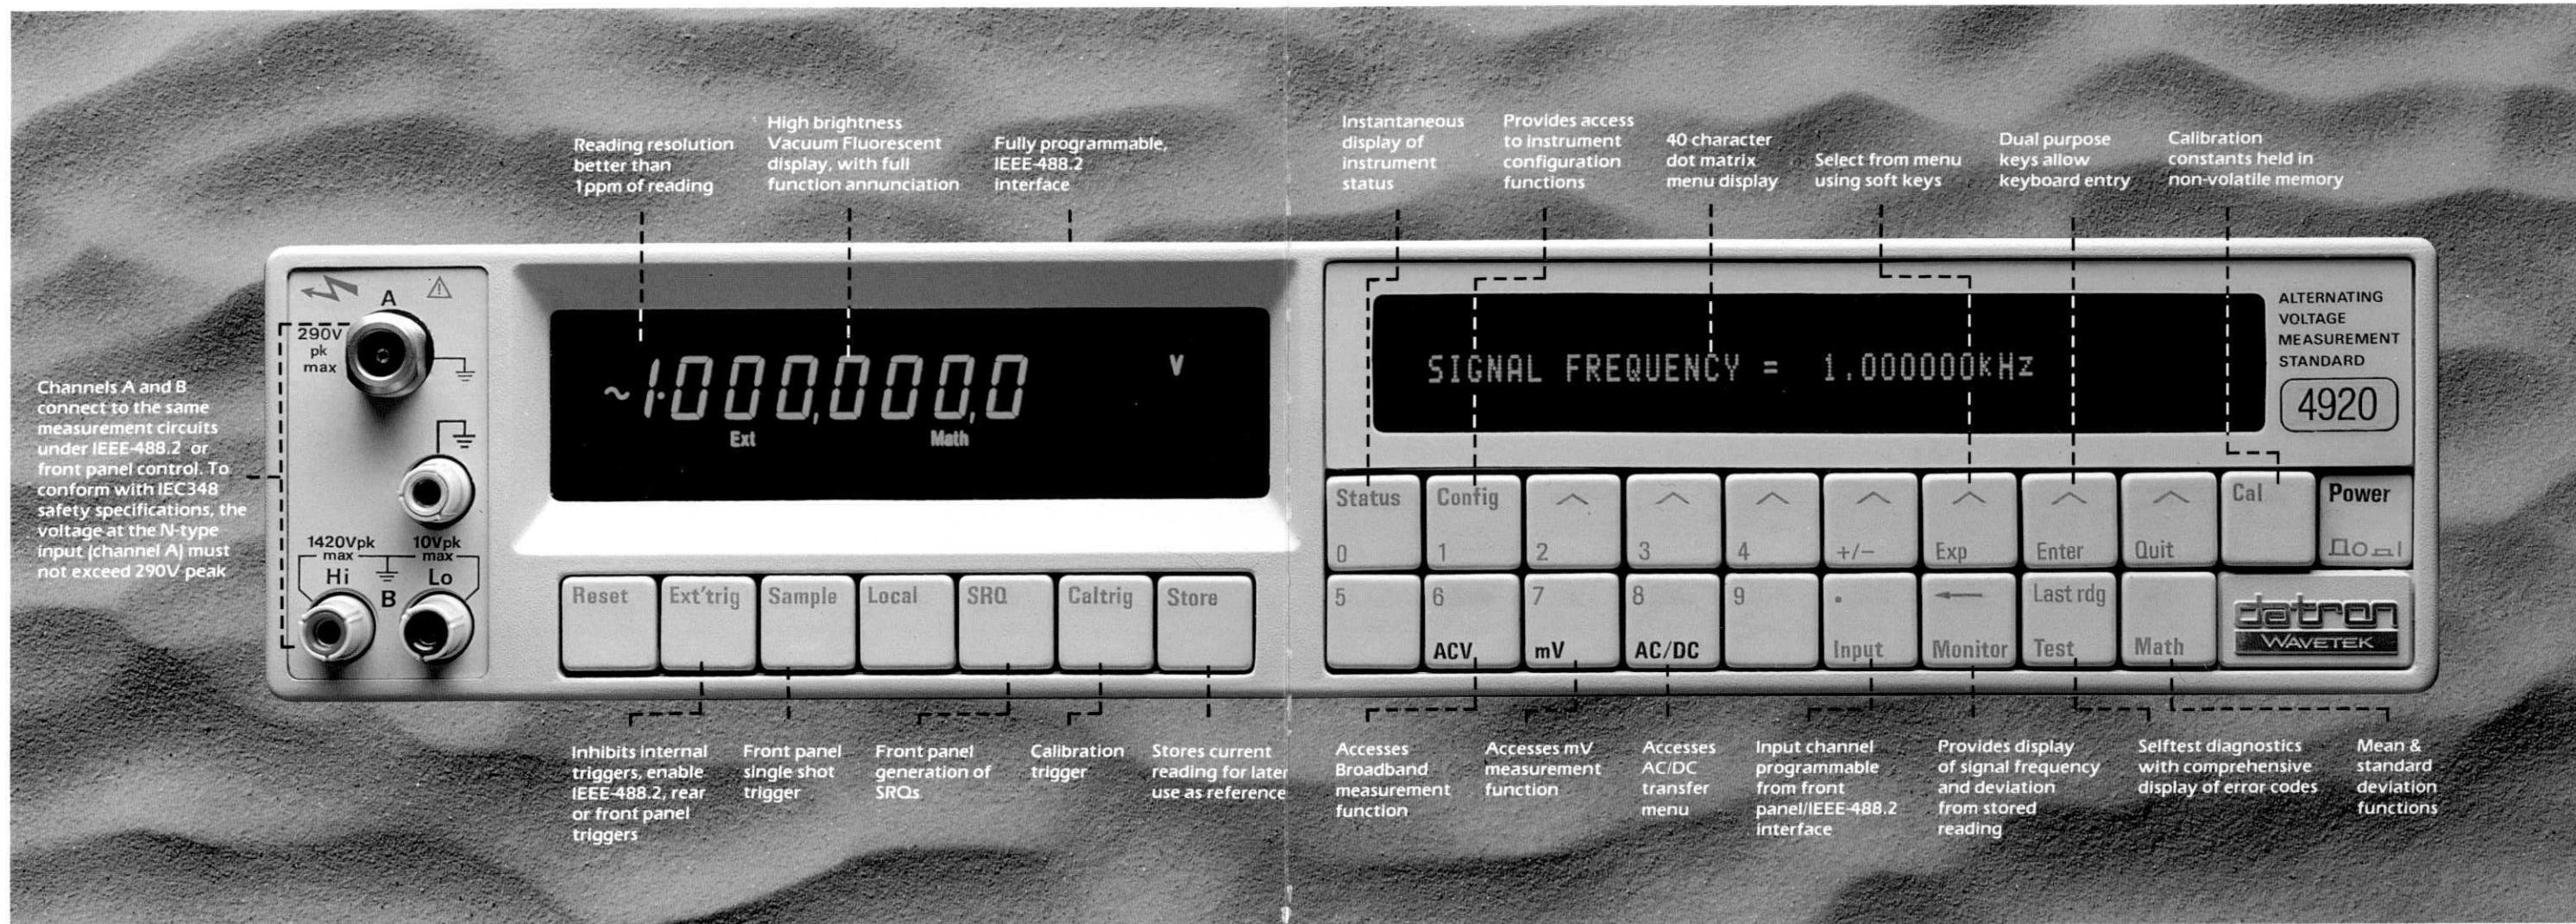 Reading resolution
better than
1ppm of reading
High brightness
Vacuum Fluorescent
display, with full
function annunciation
Fully programmable,
IEEE-488.2
Interface
Instantaneous
display of
instrument
status
Provides access
to instrument
configuration
functions
40 character
dot matrix
menu display
Select from menu
using soft keys
Dual purpose
keys allow
keyboard entry
Calibration
constants held in
non-volatile memory
Channels A and B
connect to the same
measurement circuits
under IEEE-488.2 or
front panel control. To
conform with IEC348
safety specifications, the
voltage at the N-type
input (channel A) must
not exceed 290V peak
A
290V
pk
max
1420Vpk
max
10Vpk
max
Hi
Lo
B
~1.000,000,0 V
Ext Math
SIGNAL FREQUENCY = 1.000000kHz
ALTERNATING
VOLTAGE
MEASUREMENT
STANDARD
4920
Status
0
Config
1
2
3
4
+/−
Exp
Enter
Quit
Cal
Power
Reset
Ext'trig
Sample
Local
SRQ
Caltrig
Store
5
6
ACV
7
mV
8
AC/DC
9
.
Input
Monitor
Last rdg
Test
Math
datron
WAVETEK
Inhibits internal
triggers, enable
IEEE-488.2, rear
or front panel
triggers
Front panel
single shot
trigger
Front panel
generation of
SRQs
Calibration
trigger
Stores current
reading for later
use as reference
Accesses
Broadband
measurement
function
Accesses mV
measurement
function
Accesses
AC/DC
transfer
menu
Input channel
programmable
from front
panel/IEEE-488.2
interface
Provides display
of signal frequency
and deviation
from stored
reading
Selftest diagnostics
with comprehensive
display of error codes
Mean &
standard
deviation
functions